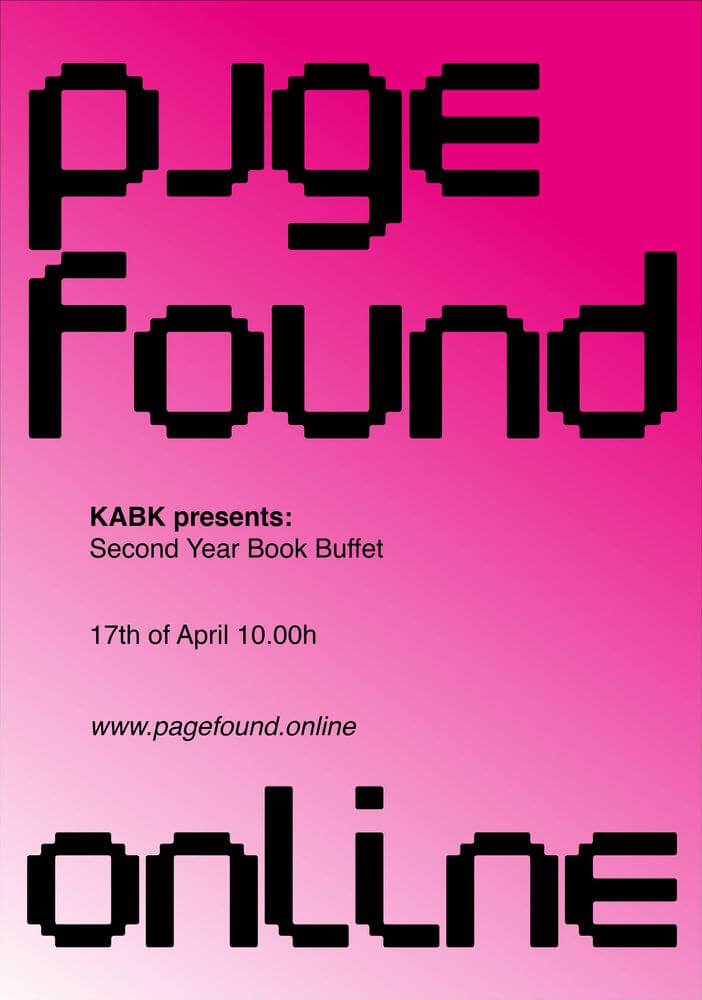 page
found
KABK presents:
Second Year Book Buffet
17th of April 10.00h
www.pagefound.online
online